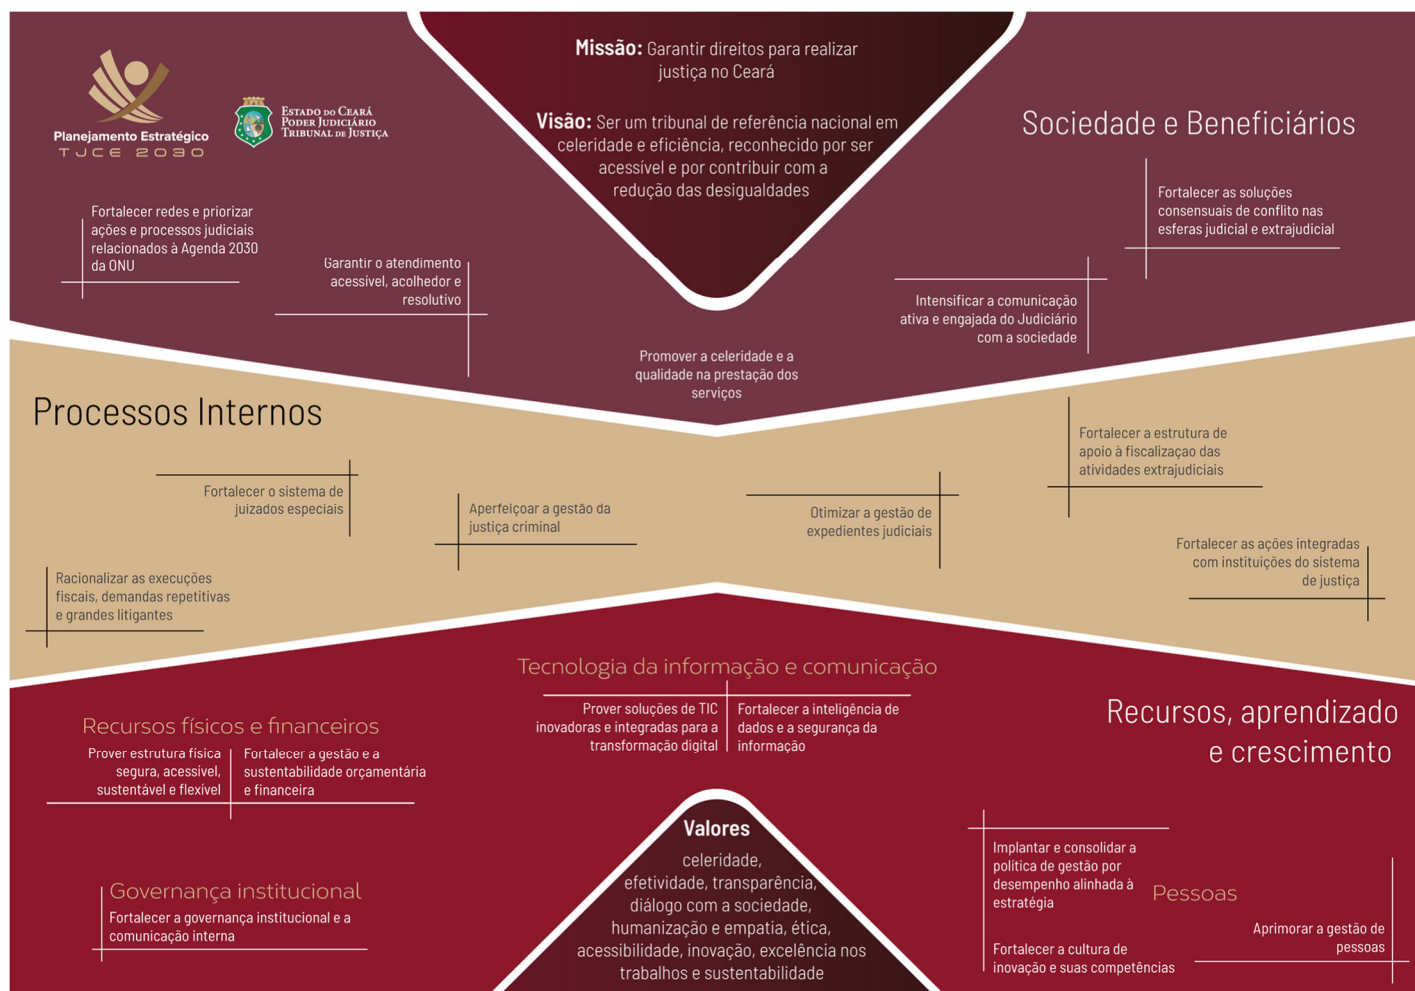 Missão: Garantir direitos para realizar
justiça no Ceará
Visão: Ser um tribunal de referência nacional em
celeridade e eficiência, reconhecido por ser
acessível e por contribuir com a
redução das desigualdades
Planejamento Estratégico
TJCE 2030
ESTADO DO CEARÁ
PODER JUDICIÁRIO
TRIBUNAL DE JUSTIÇA
Sociedade e Beneficiários
Fortalecer redes e priorizar
ações e processos judiciais
relacionados à Agenda 2030
da ONU
Garantir o atendimento
acessível, acolhedor e
resolutivo
Promover a celeridade e a
qualidade na prestação dos
serviços
Intensificar a comunicação
ativa e engajada do Judiciário
com a sociedade
Fortalecer as soluções
consensuais de conflito nas
esferas judicial e extrajudicial
Processos Internos
Racionalizar as execuções
fiscais, demandas repetitivas
e grandes litigantes
Fortalecer o sistema de
juizados especiais
Aperfeiçoar a gestão da
justiça criminal
Otimizar a gestão de
expedientes judiciais
Fortalecer a estrutura de
apoio à fiscalizaçao das
atividades extrajudiciais
Fortalecer as ações integradas
com instituições do sistema
de justiça
Recursos, aprendizado
e crescimento
Tecnologia da informação e comunicação
Prover soluções de TIC
inovadoras e integradas para a
transformação digital
Fortalecer a inteligência de
dados e a segurança da
informação
Recursos físicos e financeiros
Prover estrutura física
segura, acessível,
sustentável e flexível
Fortalecer a gestão e a
sustentabilidade orçamentária
e financeira
Governança institucional
Fortalecer a governança institucional e a
comunicação interna
Valores
celeridade,
efetividade, transparência,
diálogo com a sociedade,
humanização e empatia, ética,
acessibilidade, inovação, excelência nos
trabalhos e sustentabilidade
Pessoas
Implantar e consolidar a
política de gestão por
desempenho alinhada à
estratégia
Fortalecer a cultura de
inovação e suas competências
Aprimorar a gestão de
pessoas